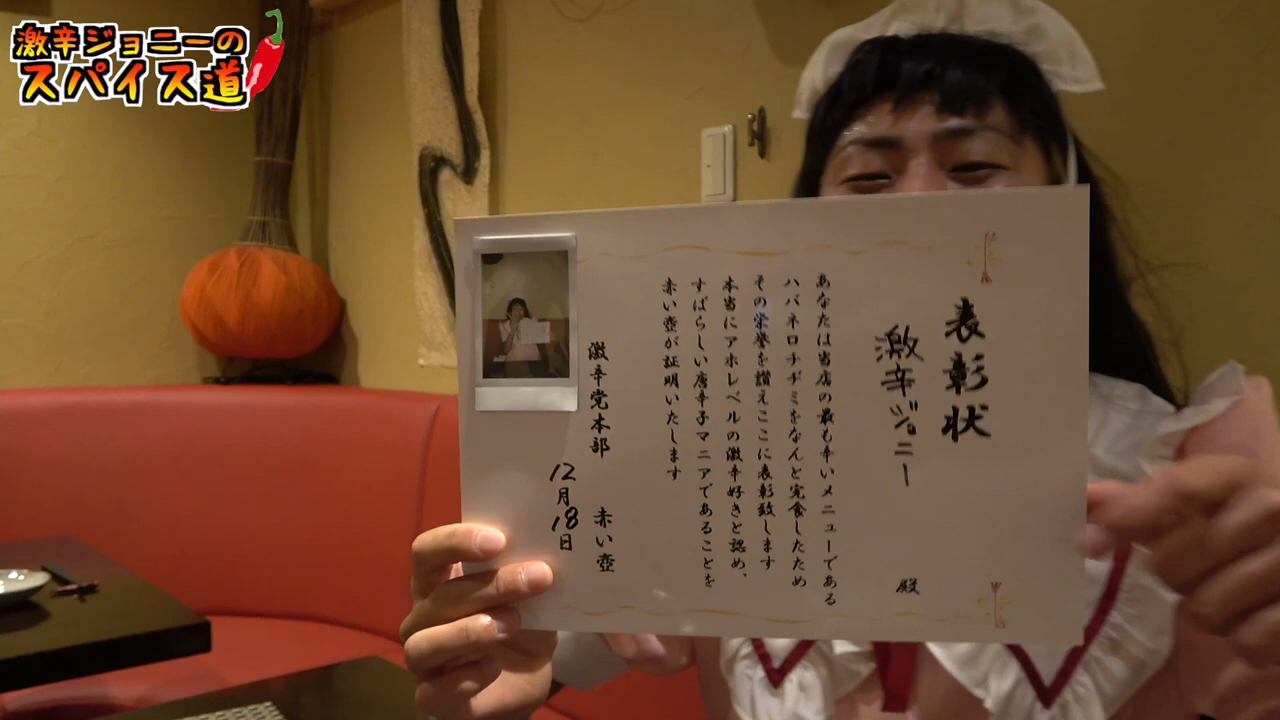 激辛ジョニーの
スパイス道
表彰状
激辛ジョニー 殿
あなたは当店の最も辛いメニューである
ハバネロチヂミをなんと完食したため
その栄誉を讃えここに表彰致します
本当にアホレベルの激辛好きと認め、
すばらしい唐辛子マニアであることを
赤い壺が証明いたします
激辛党本部 赤い壺
12月18日